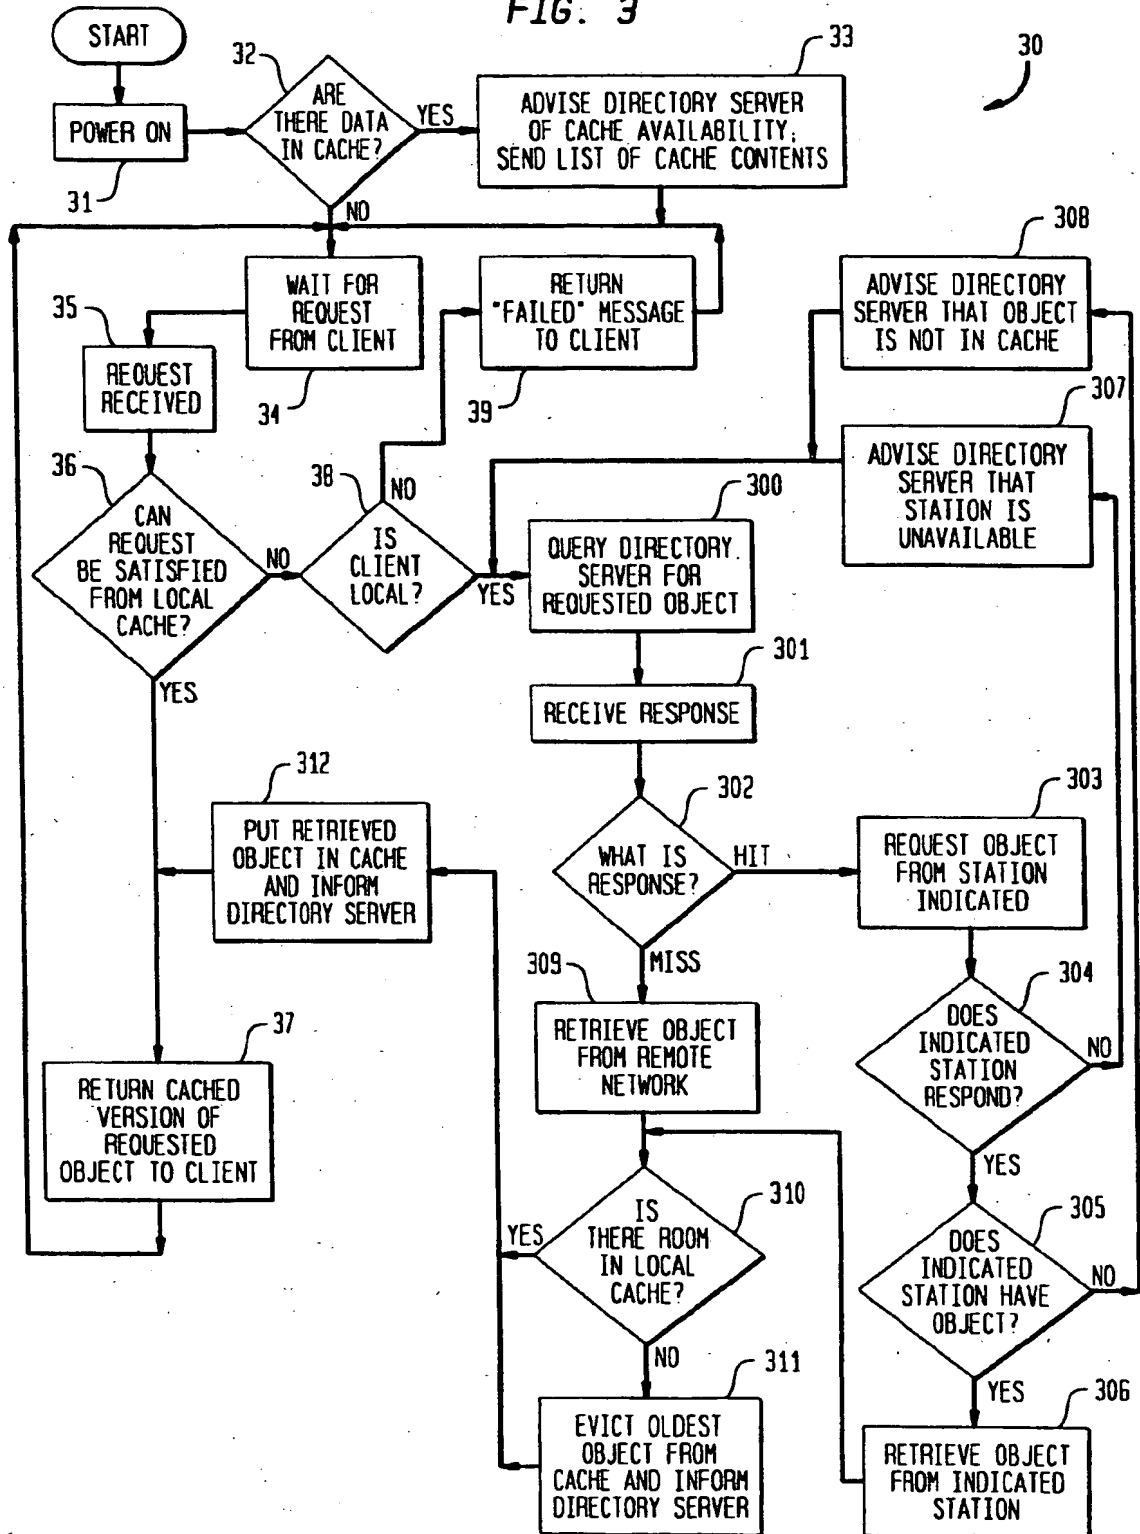 FIG. 3
START
32
33
30
ARE
THERE DATA
IN CACHE?
YES
ADVISE DIRECTORY SERVER
OF CACHE AVAILABILITY;
SEND LIST OF CACHE CONTENTS
POWER ON
31
NO
308
WAIT FOR
REQUEST
FROM CLIENT
RETURN
"FAILED" MESSAGE
TO CLIENT
ADVISE DIRECTORY
SERVER THAT OBJECT
IS NOT IN CACHE
35
REQUEST
RECEIVED
34
39
307
ADVISE DIRECTORY
SERVER THAT
STATION IS
UNAVAILABLE
36
38
NO
300
CAN
REQUEST
BE SATISFIED
FROM LOCAL
CACHE?
NO
IS
CLIENT
LOCAL?
YES
QUERY DIRECTORY
SERVER FOR
REQUESTED OBJECT
301
YES
RECEIVE RESPONSE
312
302
303
PUT RETRIEVED
OBJECT IN CACHE
AND INFORM
DIRECTORY SERVER
WHAT IS
RESPONSE?
HIT
REQUEST OBJECT
FROM STATION
INDICATED
MISS
309
304
RETRIEVE OBJECT
FROM REMOTE
NETWORK
DOES
INDICATED
STATION
RESPOND?
NO
37
RETURN CACHED
VERSION OF
REQUESTED
OBJECT TO CLIENT
YES
310
305
IS
THERE ROOM
IN LOCAL
CACHE?
YES
DOES
INDICATED
STATION HAVE
OBJECT?
NO
NO
311
YES
306
EVICT OLDEST
OBJECT FROM
CACHE AND INFORM
DIRECTORY SERVER
RETRIEVE OBJECT
FROM INDICATED
STATION